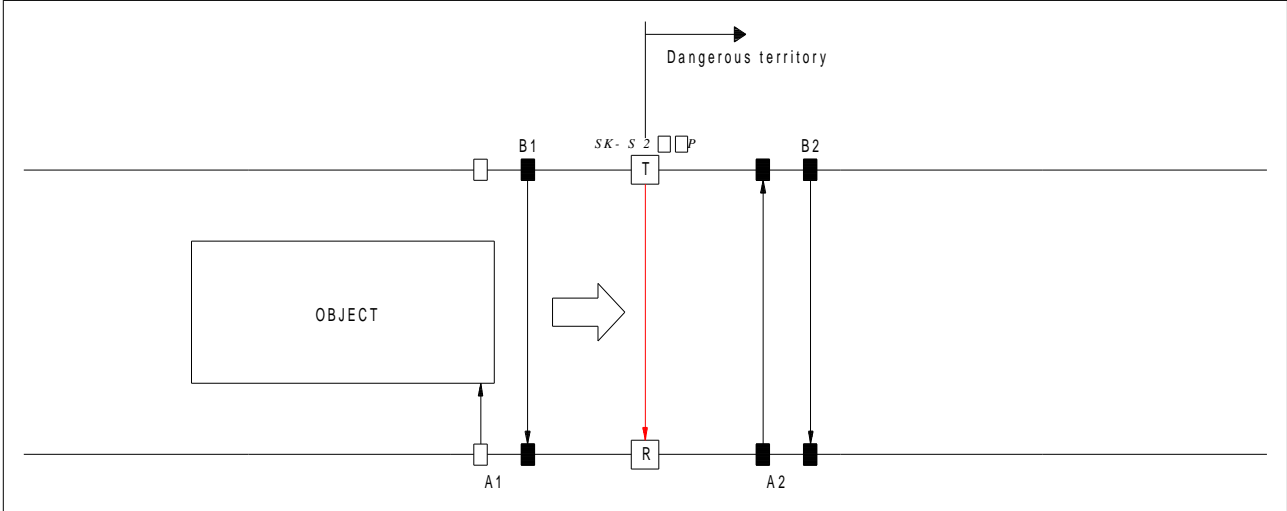 Dangerous territory
B1
SK- S 2 □□P
B2
T
OBJECT
R
A1
A2